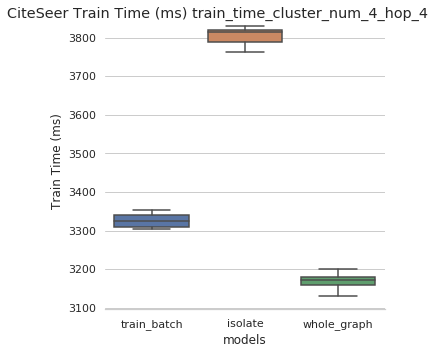 CiteSeer Train Time (ms) train_time_cluster_num_4_hop_4
3800
3700
3600
3500
3400
3300
3200
3100
Train Time (ms)
train_batch isolate whole_graph
models